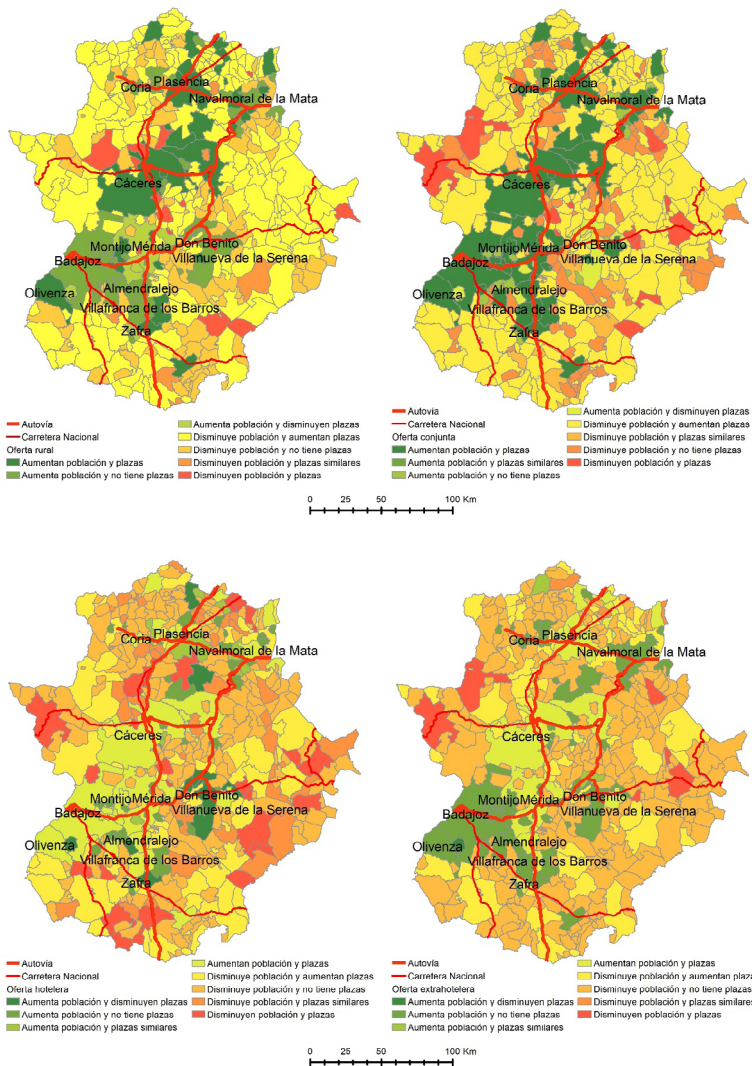 Coria
Plasencia
Navalmoral de la Mata
Cáceres
Montijo
Mérida
Don Benito
Badajoz
Villanueva de la Serena
Olivenza
Almendralejo
Villafranca de los Barros
Zafra
Autovía
Carretera Nacional
Oferta rural
Aumentan población y plazas
Aumenta población y no tiene plazas
Aumenta población y disminuyen plazas
Disminuye población y aumentan plazas
Disminuye población y no tiene plazas
Disminuye población y plazas similares
Disminuyen población y plazas
Coria
Plasencia
Navalmoral de la Mata
Cáceres
Montijo
Mérida
Don Benito
Badajoz
Villanueva de la Serena
Olivenza
Almendralejo
Villafranca de los Barros
Zafra
Autovía
Carretera Nacional
Oferta conjunta
Aumentan población y plazas
Aumenta población y plazas similares
Aumenta población y no tiene plazas
Aumenta población y disminuyen plazas
Disminuye población y aumentan plazas
Disminuye población y plazas similares
Disminuye población y no tiene plazas
Disminuyen población y plazas
0 25 50 100 Km
Coria
Plasencia
Navalmoral de la Mata
Cáceres
Montijo
Mérida
Don Benito
Badajoz
Villanueva de la Serena
Olivenza
Almendralejo
Villafranca de los Barros
Zafra
Autovía
Carretera Nacional
Oferta hotelera
Aumenta población y disminuyen plazas
Aumenta población y no tiene plazas
Aumenta población y plazas similares
Aumentan población y plazas
Disminuye población y aumentan plazas
Disminuye población y no tiene plazas
Disminuye población y plazas similares
Disminuyen población y plazas
Coria
Plasencia
Navalmoral de la Mata
Cáceres
Montijo
Mérida
Don Benito
Badajoz
Villanueva de la Serena
Olivenza
Almendralejo
Villafranca de los Barros
Zafra
Autovía
Carretera Nacional
Oferta extrahotelera
Aumenta población y disminuyen plazas
Aumenta población y no tiene plazas
Aumenta población y plazas similares
Aumentan población y plazas
Disminuye población y aumentan plazas
Disminuye población y no tiene plazas
Disminuye población y plazas similares
Disminuyen población y plazas
0 25 50 100 Km